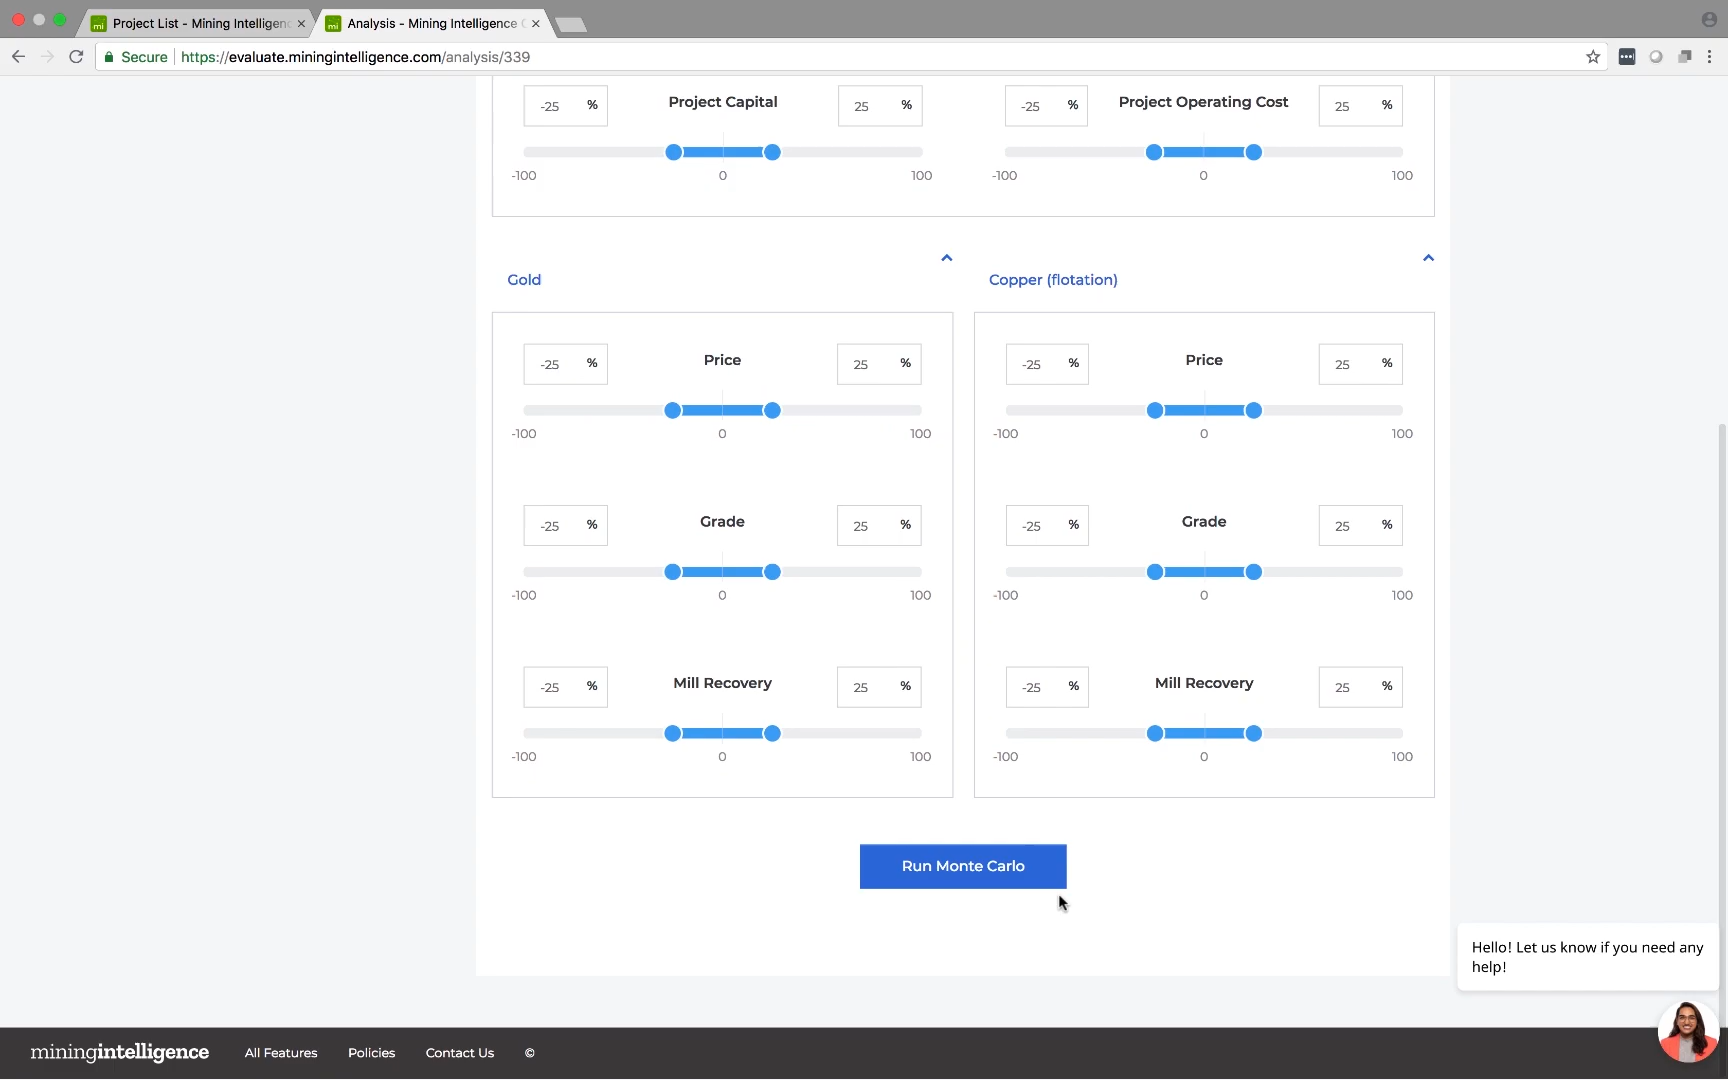 Project List - Mining Intelligenc
Analysis - Mining Intelligence
Secure https://evaluate.miningintelligence.com/analysis/339
-25 % Project Capital 25 % -25 % Project Operating Cost 25 %
-100 0 100 -100 0 100
Gold Copper (flotation)
-25 % Price 25 % -25 % Price 25 %
-100 0 100 -100 0 100
-25 % Grade 25 % -25 % Grade 25 %
-100 0 100 -100 0 100
-25 % Mill Recovery 25 % -25 % Mill Recovery 25 %
-100 0 100 -100 0 100
Run Monte Carlo
Hello! Let us know if you need any
help!
miningintelligence All Features Policies Contact Us ©